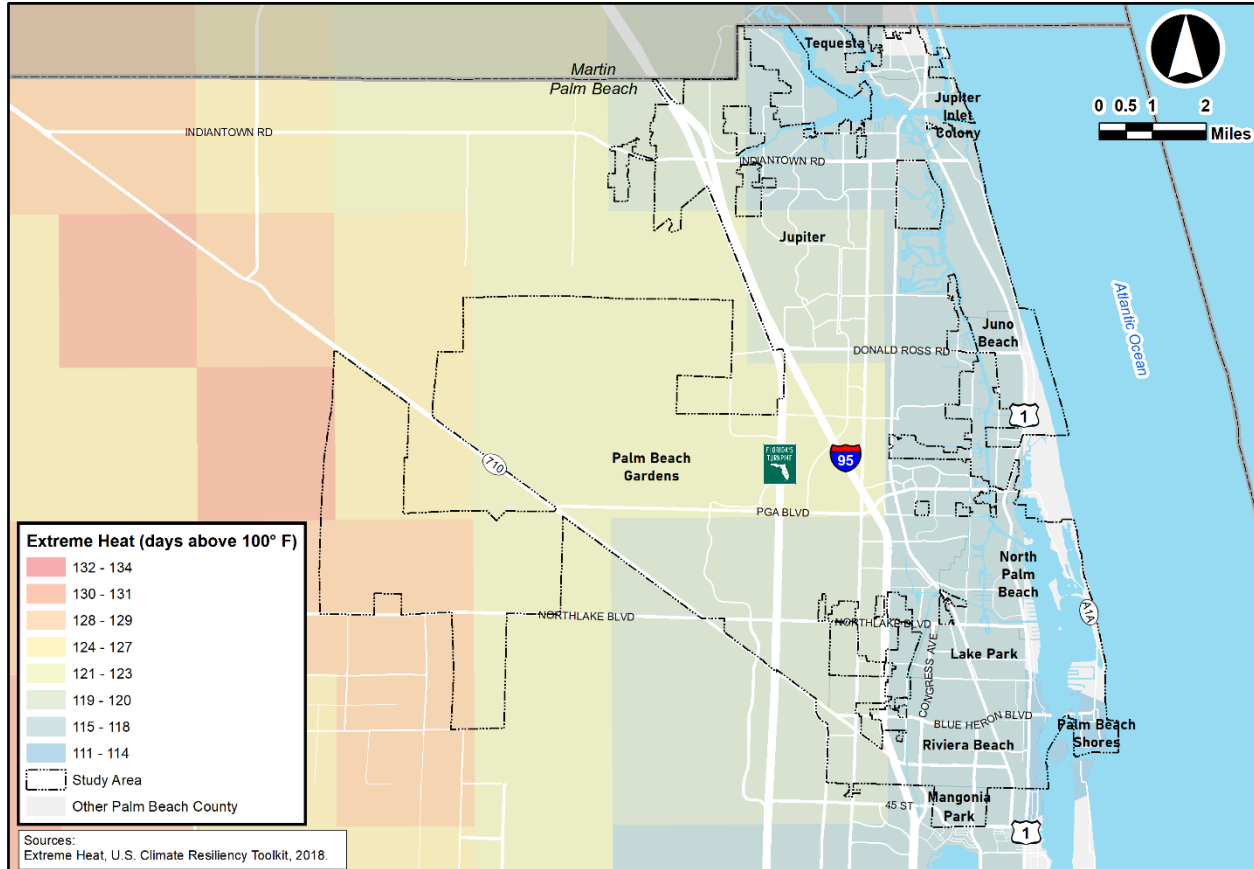 Tequesta
Martin
Palm Beach
Jupiter
Inlet
Colony
0 0.5 1 2
Miles
INDIANTOWN RD
INDIANTOWN RD
Jupiter
Atlantic Ocean
Juno
Beach
DONALD ROSS RD
1
FLORIDA'S
TURNPIKE
95
Palm Beach
Gardens
710
PGA BLVD
North
Palm
Beach
A1A
NORTHLAKE BLVD
NORTHLAKE BLVD
Lake Park
CONGRESS AVE
BLUE HERON BLVD
Palm Beach
Shores
Riviera Beach
45 ST
Mangonia
Park
1
Extreme Heat (days above 100° F)
132 - 134
130 - 131
128 - 129
124 - 127
121 - 123
119 - 120
115 - 118
111 - 114
Study Area
Other Palm Beach County
Sources:
Extreme Heat, U.S. Climate Resiliency Toolkit, 2018.